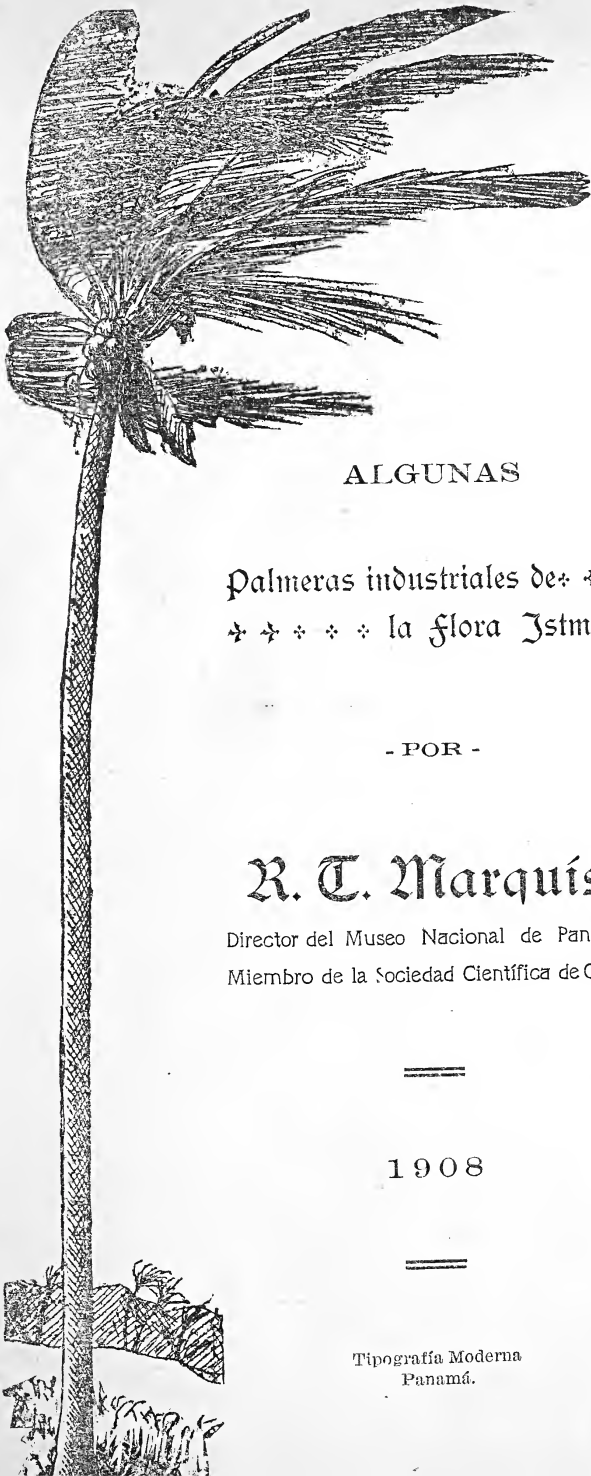 ALGUNAS
Palmeras industriales de
la Flora
- POR -
R. T.
Director del Museo Nacional de
Miembro de la Sociedad Científica de
1908
Tipografía Moderna
Panamá.